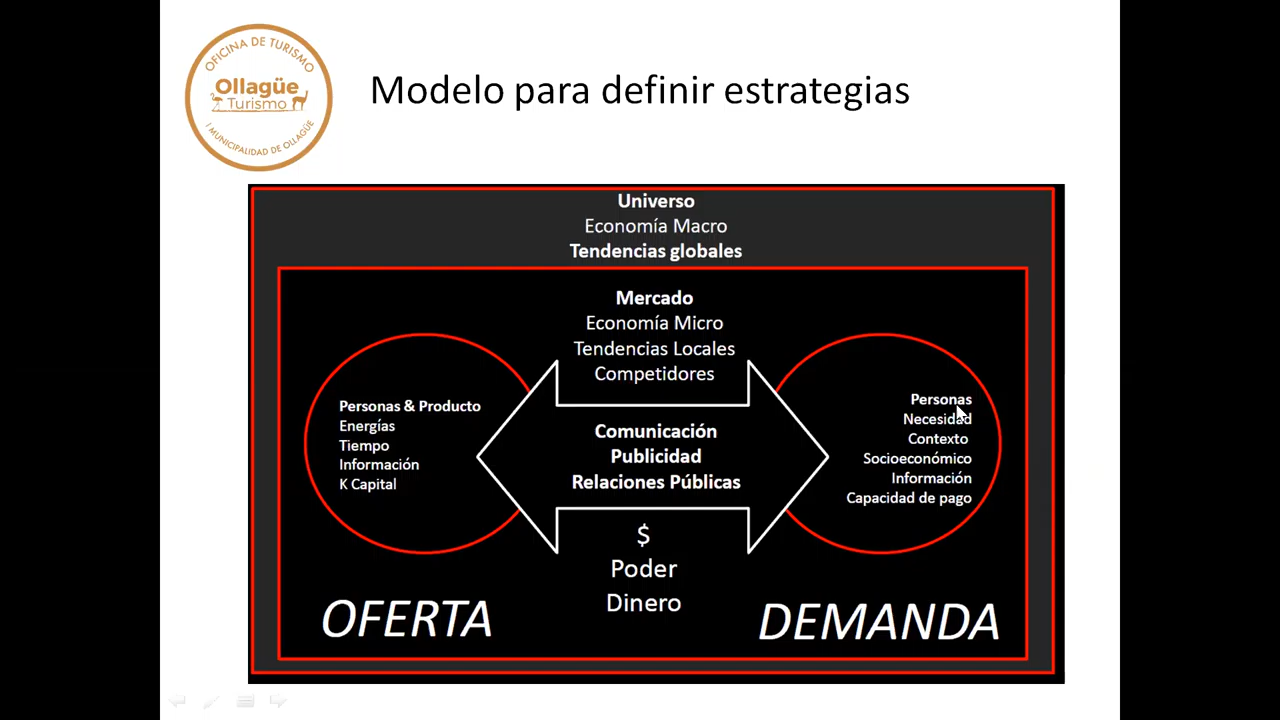 OFICINA DE TURISMO
Ollagüe
Turismo
I MUNICIPALIDAD DE OLLAGÜE
Modelo para definir estrategias
Universo
Economía Macro
Tendencias globales
Mercado
Economía Micro
Tendencias Locales
Competidores
Personas & Producto
Energías
Tiempo
Información
K Capital
Comunicación
Publicidad
Relaciones Públicas
Personas
Necesidad
Contexto
Socioeconómico
Información
Capacidad de pago
$
Poder
Dinero
OFERTA
DEMANDA